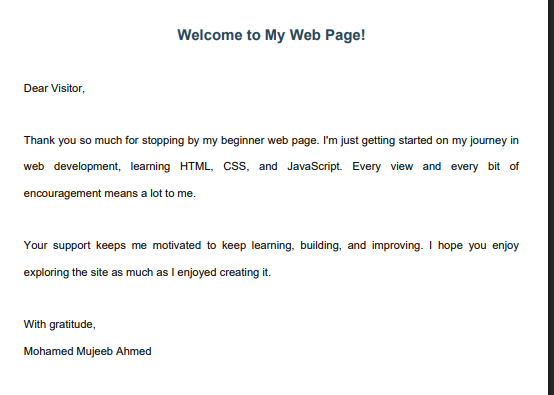 Welcome to My Web Page!
Dear Visitor,
Thank you so much for stopping by my beginner web page. I'm just getting started on my journey in
web development, learning HTML, CSS, and JavaScript. Every view and every bit of
encouragement means a lot to me.
Your support keeps me motivated to keep learning, building, and improving. I hope you enjoy
exploring the site as much as I enjoyed creating it.
With gratitude,
Mohamed Mujeeb Ahmed